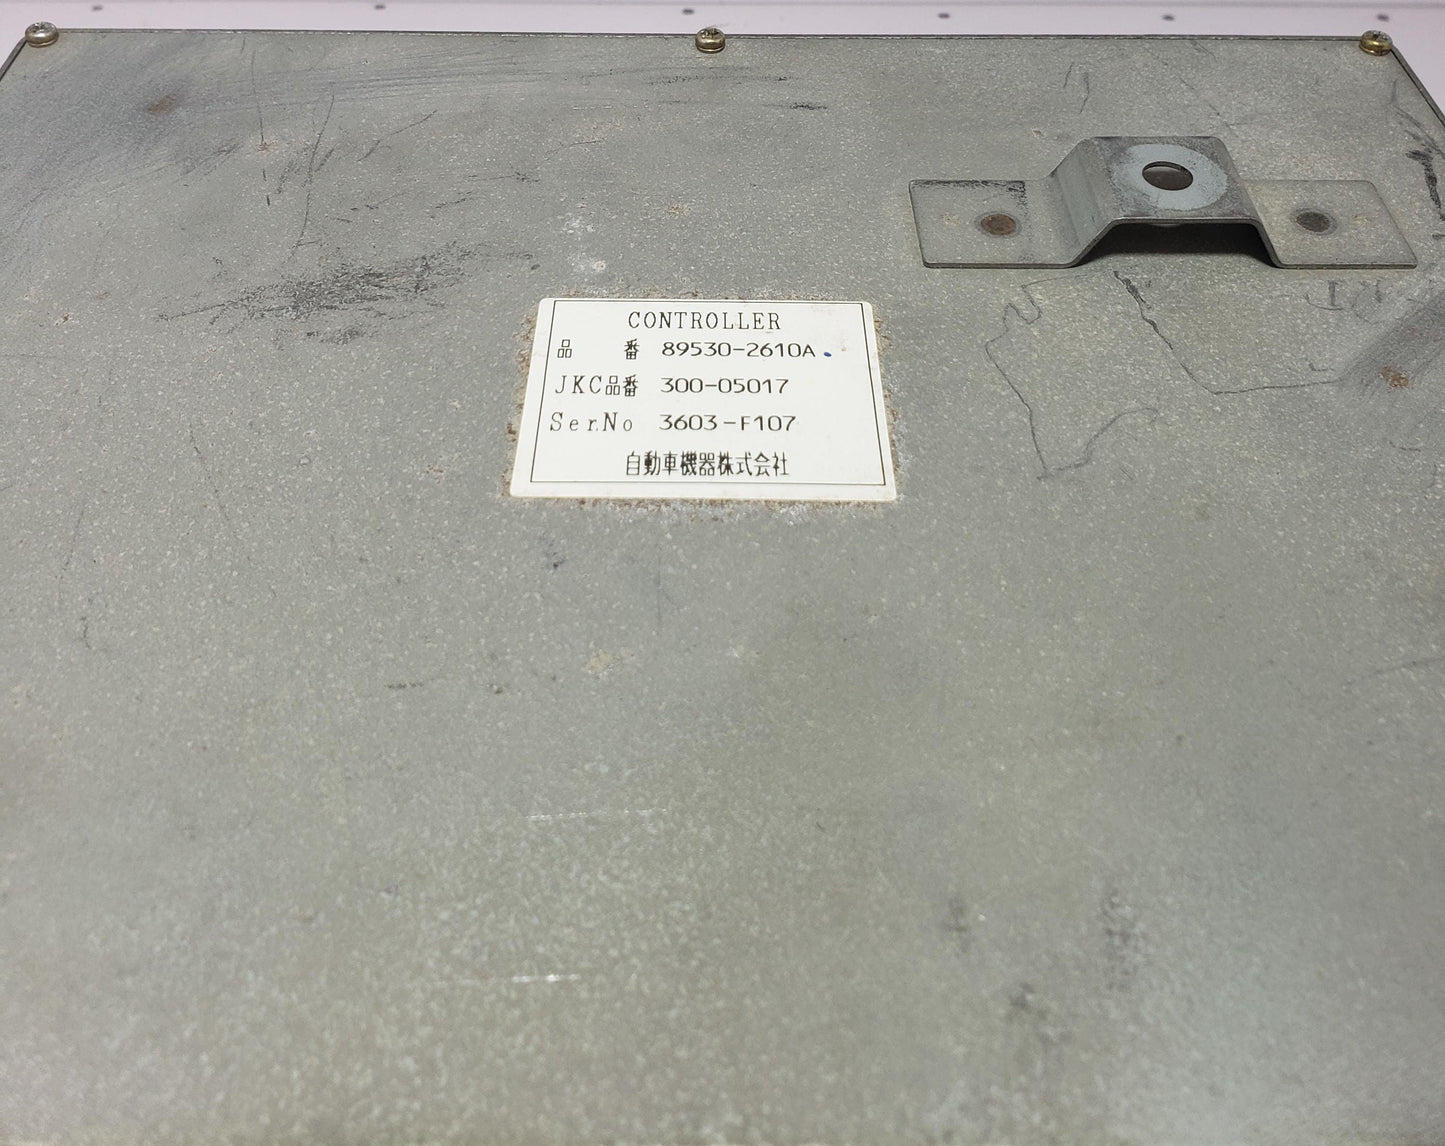 CONTROLLER
品 番 89530-2610A.
JKC品番 300-05017
Ser.No 3603-F107
自動車機器株式会社